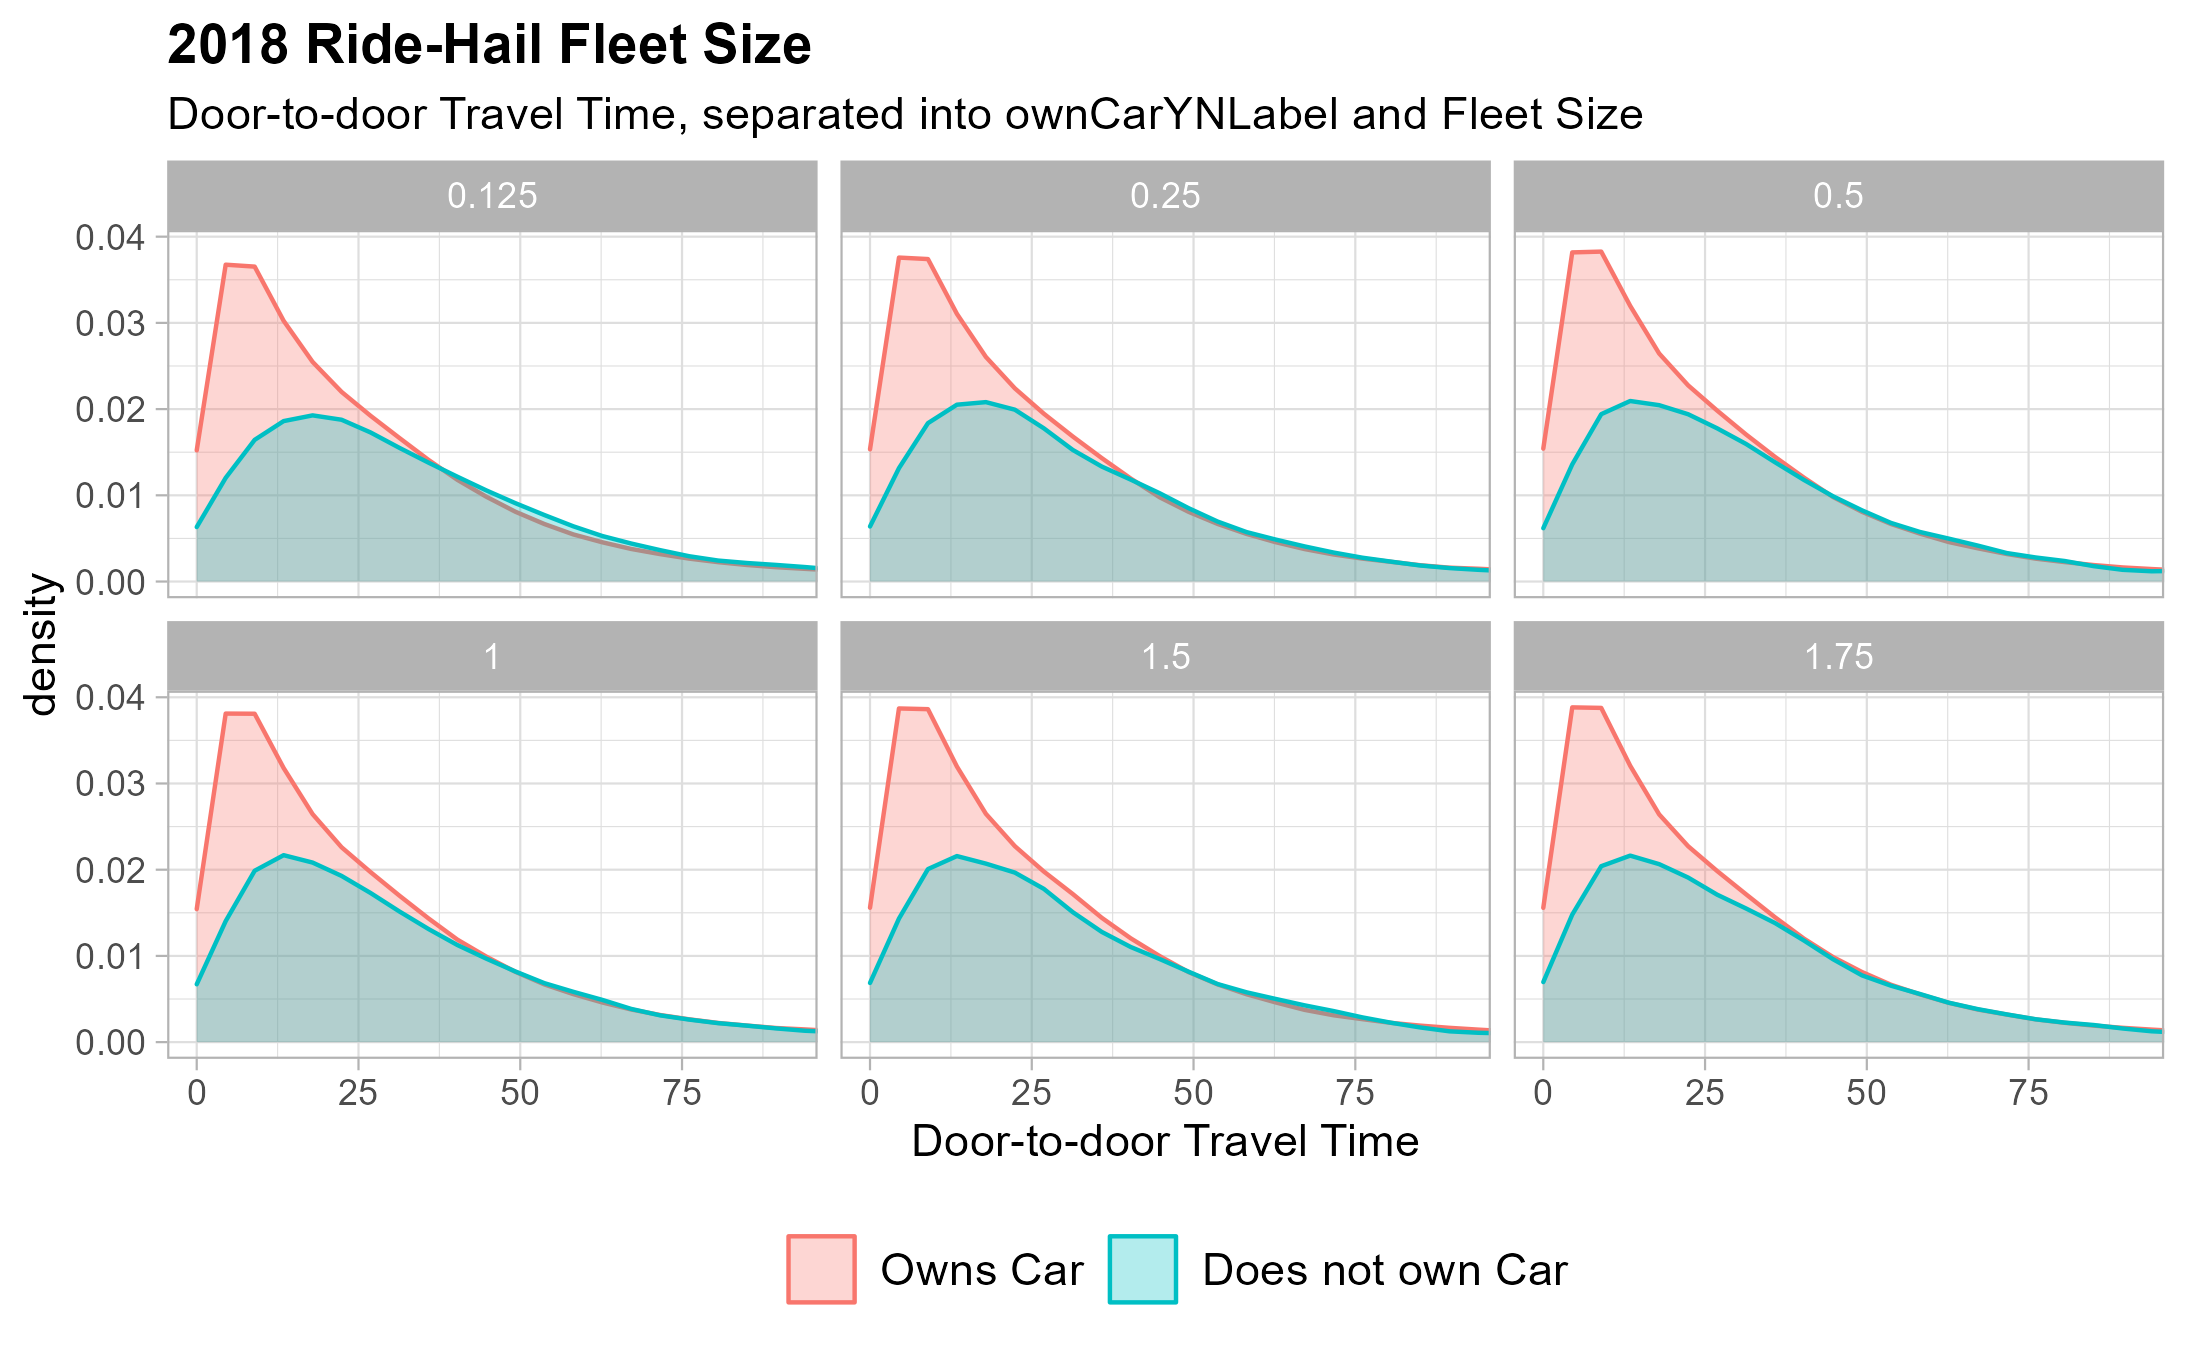 2018 Ride-Hail Fleet Size
Door-to-door Travel Time, separated into ownCarYNLabel and Fleet Size
0.125 0.25 0.5
0.04
0.03
0.02
0.01
0.00
density
1 1.5 1.75
0.04
0.03
0.02
0.01
0.00
0 25 50 75 0 25 50 75 0 25 50 75
Door-to-door Travel Time
Owns Car Does not own Car